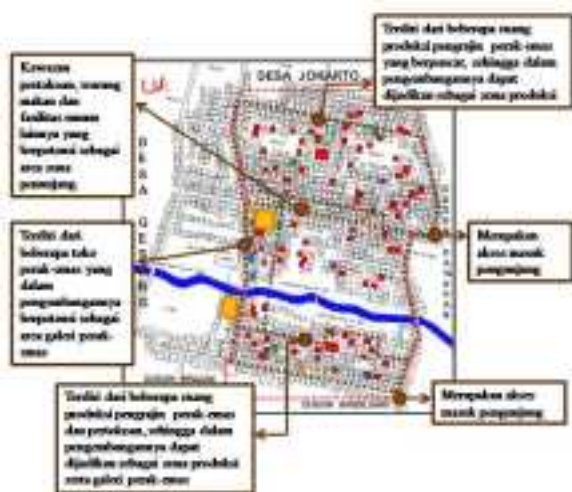 Terdiri dari beberapa ruang
produksi pengrajin perak-emas
yang berpencar, sehingga dalam
pengembangannya dapat
dijadikan sebagai zona produksi
Kawasan
pertokoan, warung
makan dan
fasilitas umum
lainnya yang
berpotensi sebagai
area zona
penunjang
DESA JOKARTO
Terdiri dari
beberapa toko
perak-emas yang
dalam
pengembangannya
berpotensi sebagai
area galeri perak-
emas
Merupakan
akses masuk
pengunjung
Terdiri dari beberapa ruang
produksi pengrajin perak-emas
dan pertokoan, sehingga dalam
pengembangannya dapat
dijadikan sebagai zona produksi
serta galeri perak-emas
Merupakan akses
masuk pengunjung